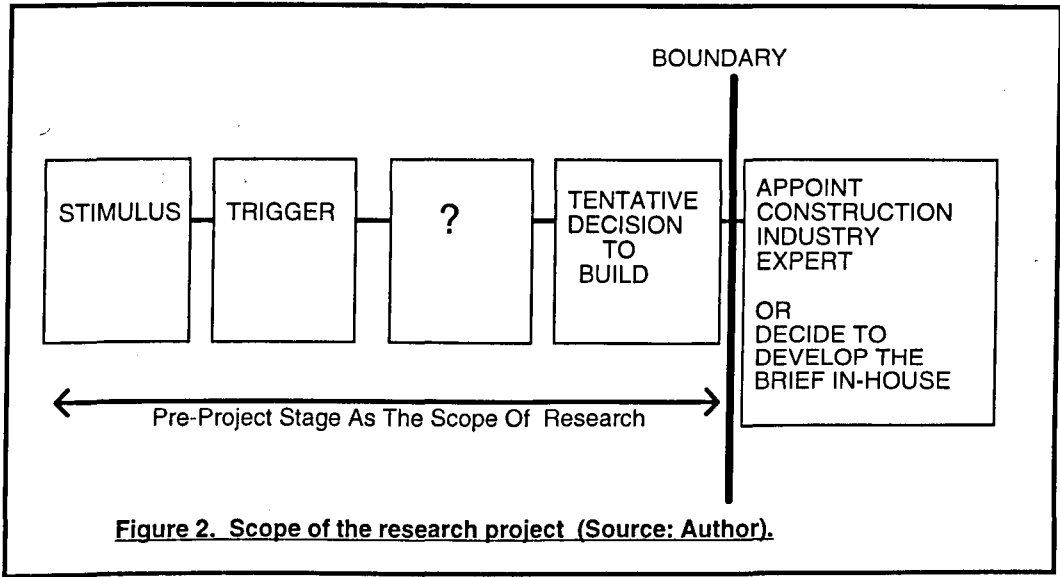 BOUNDARY
STIMULUS
TRIGGER
?
TENTATIVE
DECISION
TO
BUILD
APPOINT
CONSTRUCTION
INDUSTRY
EXPERT
OR
DECIDE TO
DEVELOP THE
BRIEF IN-HOUSE
Pre-Project Stage As The Scope Of Research
Figure 2. Scope of the research project (Source: Author).